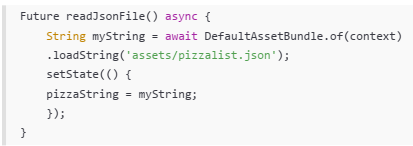 Future readJsonFile() async {
String myString = await DefaultAssetBundle.of(context)
.loadString('assets/pizzalist.json');
setState(() {
pizzaString = myString;
});
}